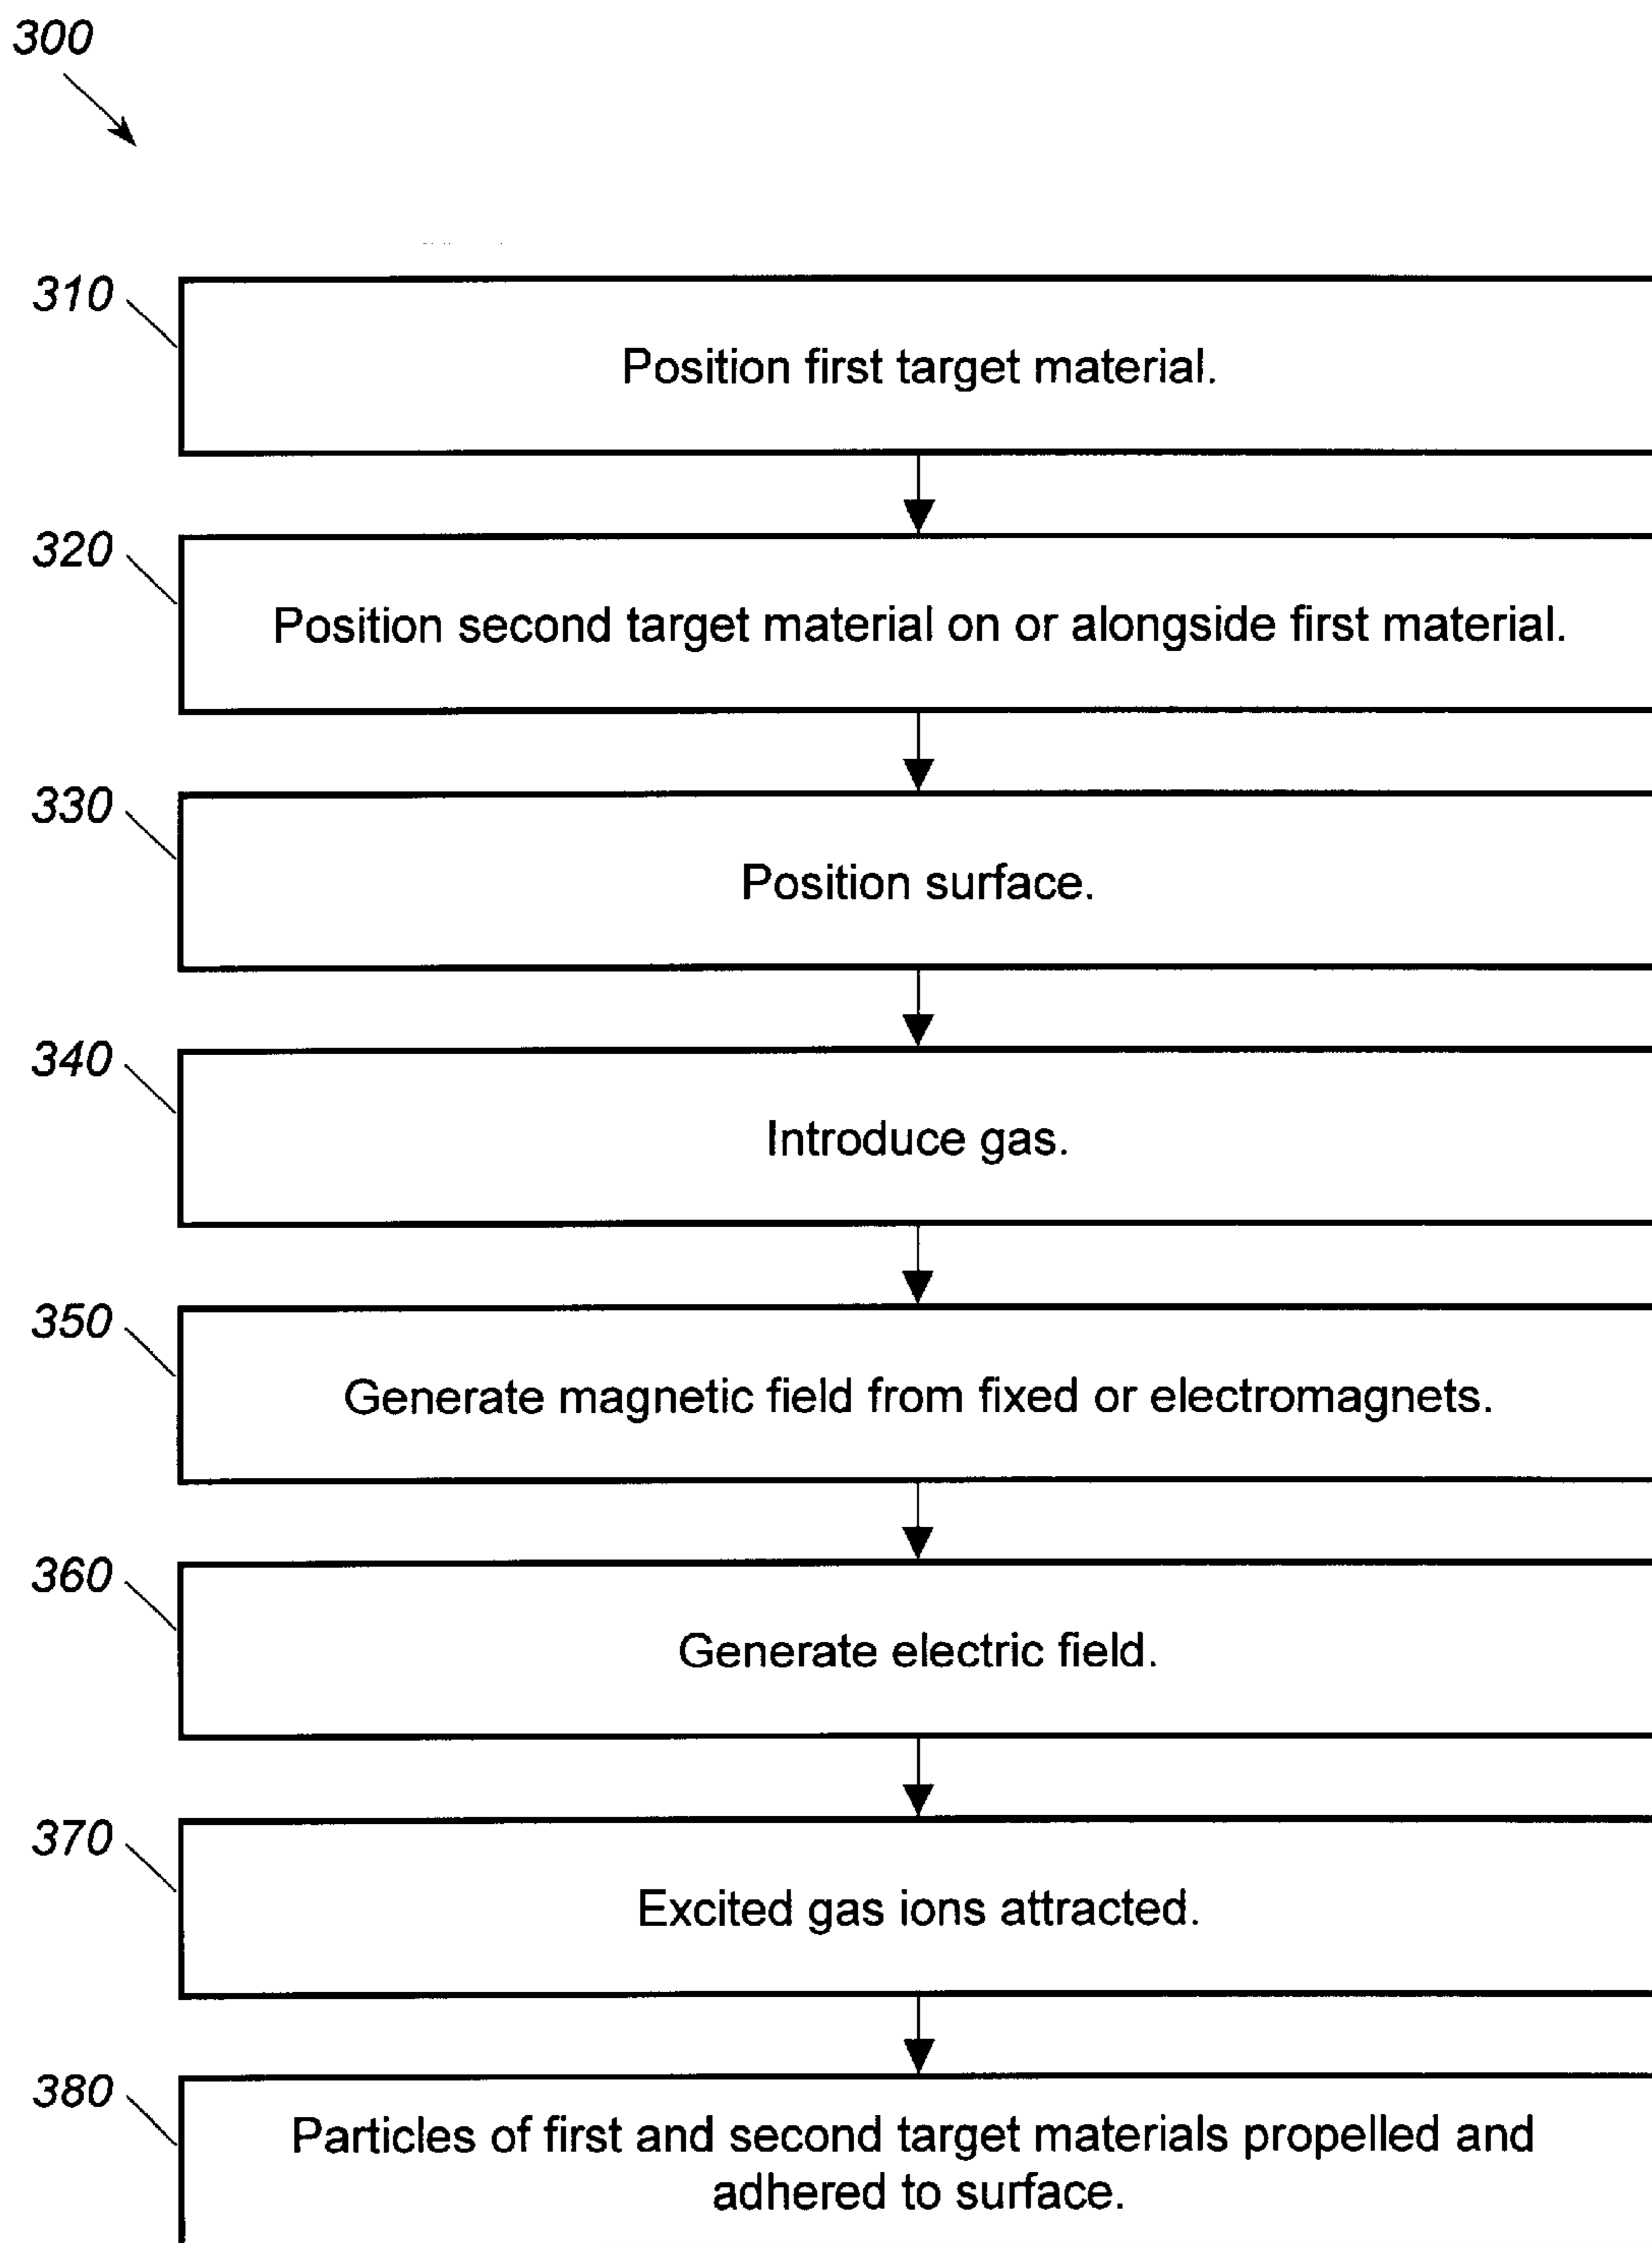 300
310
Position first target material.
320
Position second target material on or alongside first material.
330
Position surface.
340
Introduce gas.
350
Generate magnetic field from fixed or electromagnets.
360
Generate electric field.
370
Excited gas ions attracted.
380
Particles of first and second target materials propelled and
adhered to surface.